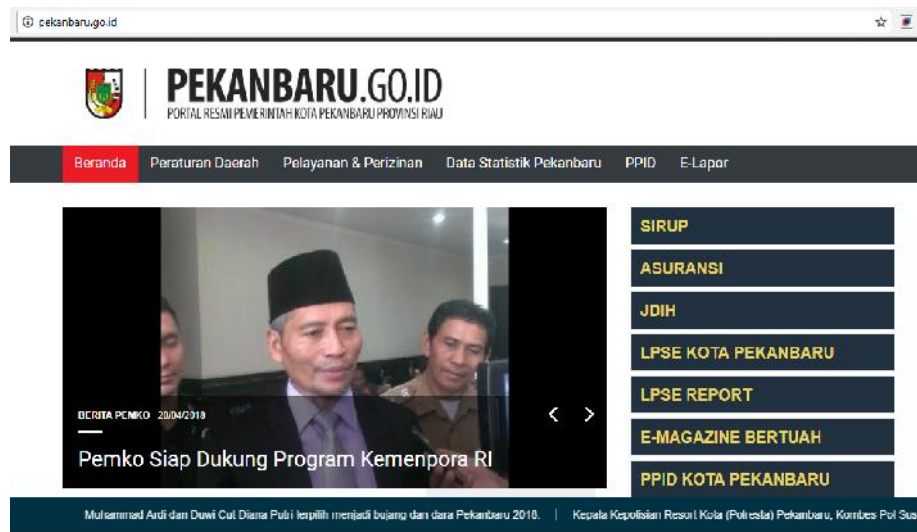 pekanbaru.go.id
PEKANBARU.GO.ID
PORTAL RESMI PEMERINTAH KOTA PEKANBARU PROVINSI RIAU
Beranda Peraturan Daerah Pelayanan & Perizinan Data Statistik Pekanbaru PPID E-Lapor
BERITA PEMKO 20/04/2018
Pemko Siap Dukung Program Kemenpora RI
SIRUP
ASURANSI
JDIH
LPSE KOTA PEKANBARU
LPSE REPORT
E-MAGAZINE BERTUAH
PPID KOTA PEKANBARU
Muhammad Ardi dan Duwi Cut Diana Putri terpilih menjadi bujang dan dara Pekanbaru 2018. | Kepala Kepolisian Resort Kota (Polresta) Pekanbaru, Kombes Pol Sus